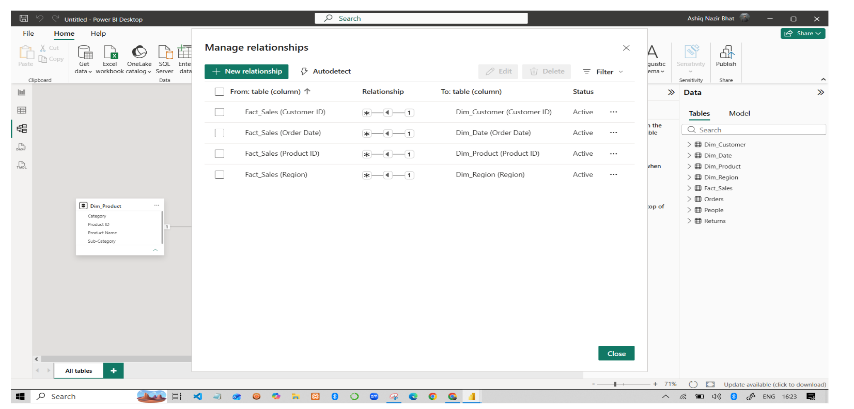 Untitled - Power BI Desktop
Search
Ashiq Nazir Bhat
File Home Help
Share
Paste
Cut
Copy
Get data
Excel workbook
OneLake catalog
SQL Server
Ente data
Sensitivity
Publish
Clipboard
Data
Sensitivity
Share
Manage relationships
+ New relationship
Autodetect
Edit
Delete
Filter
From: table (column) ↑ Relationship To: table (column) Status
Fact_Sales (Customer ID) * 1 Dim_Customer (Customer ID) Active ...
Fact_Sales (Order Date) * 1 Dim_Date (Order Date) Active ...
Fact_Sales (Product ID) * 1 Dim_Product (Product ID) Active ...
Fact_Sales (Region) * 1 Dim_Region (Region) Active ...
Close
Dim_Product
Category
Product ID
Product Name
Sub-Category
1
Data
Tables Model
Search
Dim_Customer
Dim_Date
Dim_Product
Dim_Region
Fact_Sales
Orders
People
Returns
All tables
+
71%
Update available (click to download)
Search
ENG 16:23